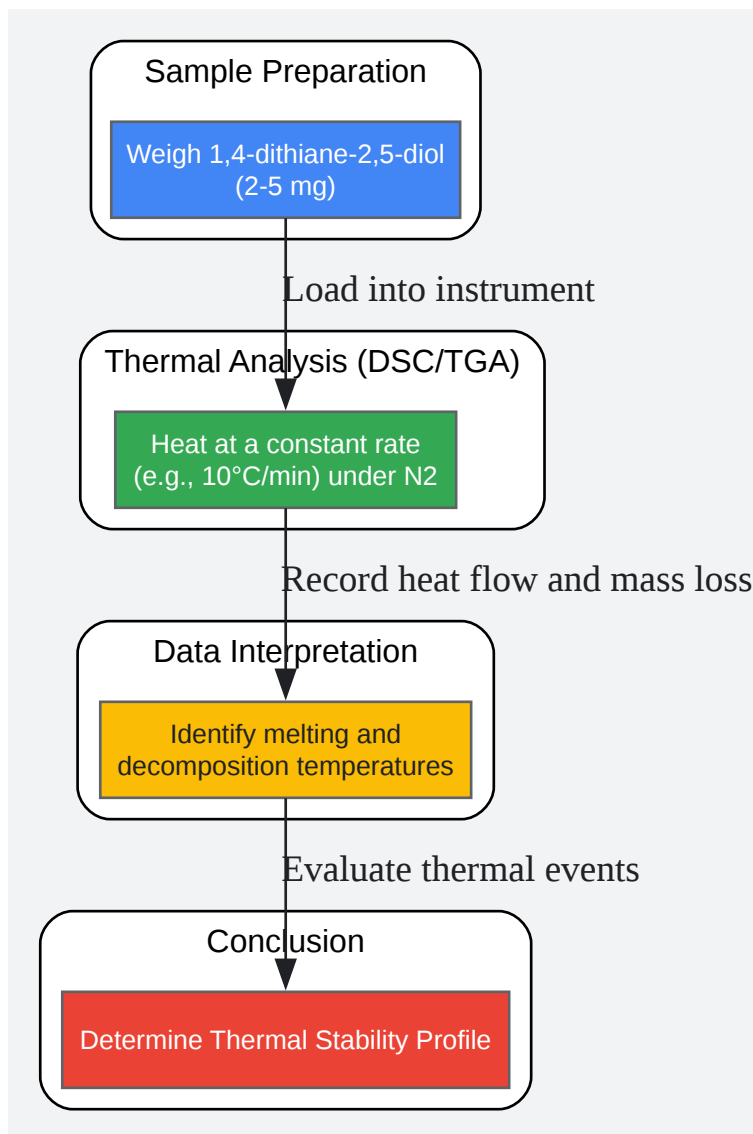 Sample Preparation
Weigh 1,4-dithiane-2,5-diol
(2-5 mg)
Load into instrument
Thermal Analysis (DSC/TGA)
Heat at a constant rate
(e.g., 10°C/min) under N2
Record heat flow and mass loss
Data Interpretation
Identify melting and
decomposition temperatures
Evaluate thermal events
Conclusion
Determine Thermal Stability Profile